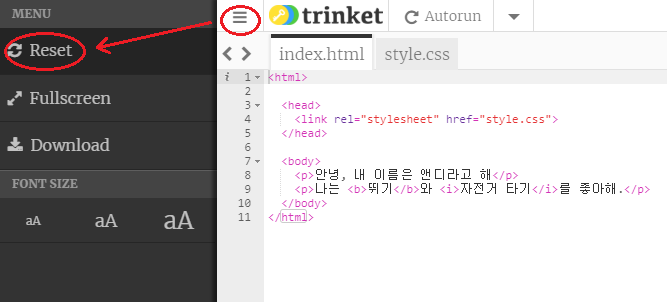 MENU
Reset
Fullscreen
Download
FONT SIZE
aA aA aA
trinket Autorun
index.html style.css
i 1 <html>
2
3 <head>
4 <link rel="stylesheet" href="style.css">
5 </head>
6
7 <body>
8 <p>안녕, 내 이름은 앤디라고 해</p>
9 <p>나는 <b>뛰기</b>와 <i>자전거 타기</i>를 좋아해.</p>
10 </body>
11 </html>